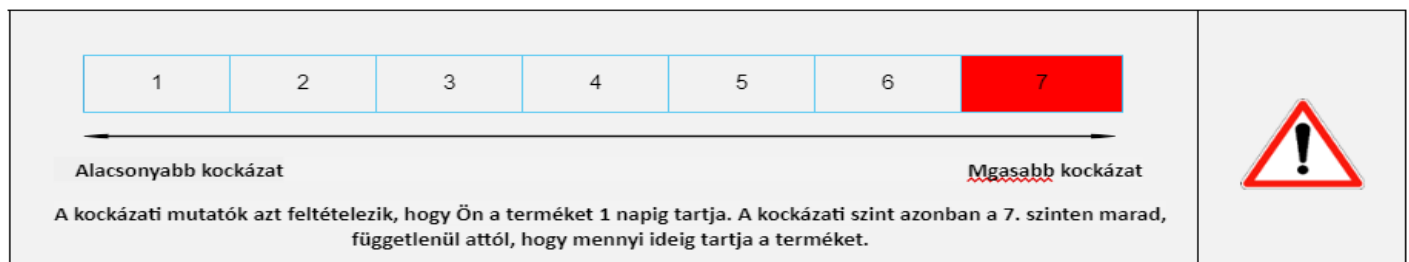 1 2 3 4 5 6 7
Alacsonyabb kockázat Mgasabb kockázat
A kockázati mutatók azt feltételezik, hogy Ön a terméket 1 napig tartja. A kockázati szint azonban a 7. szinten marad,
függetlenül attól, hogy mennyi ideig tartja a terméket.